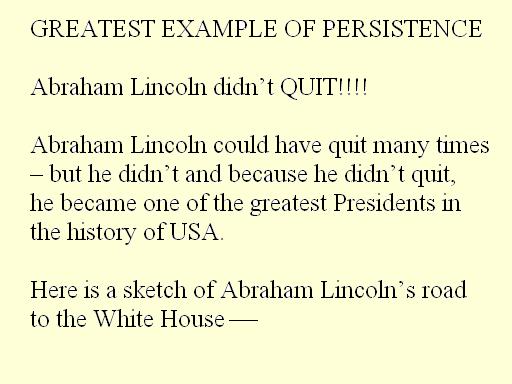 GREATEST EXAMPLE OF PERSISTENCE
Abraham Lincoln didn’t QUIT!!!!
Abraham Lincoln could have quit many times
– but he didn’t and because he didn’t quit,
he became one of the greatest Presidents in
the history of USA.
Here is a sketch of Abraham Lincoln’s road
to the White House —